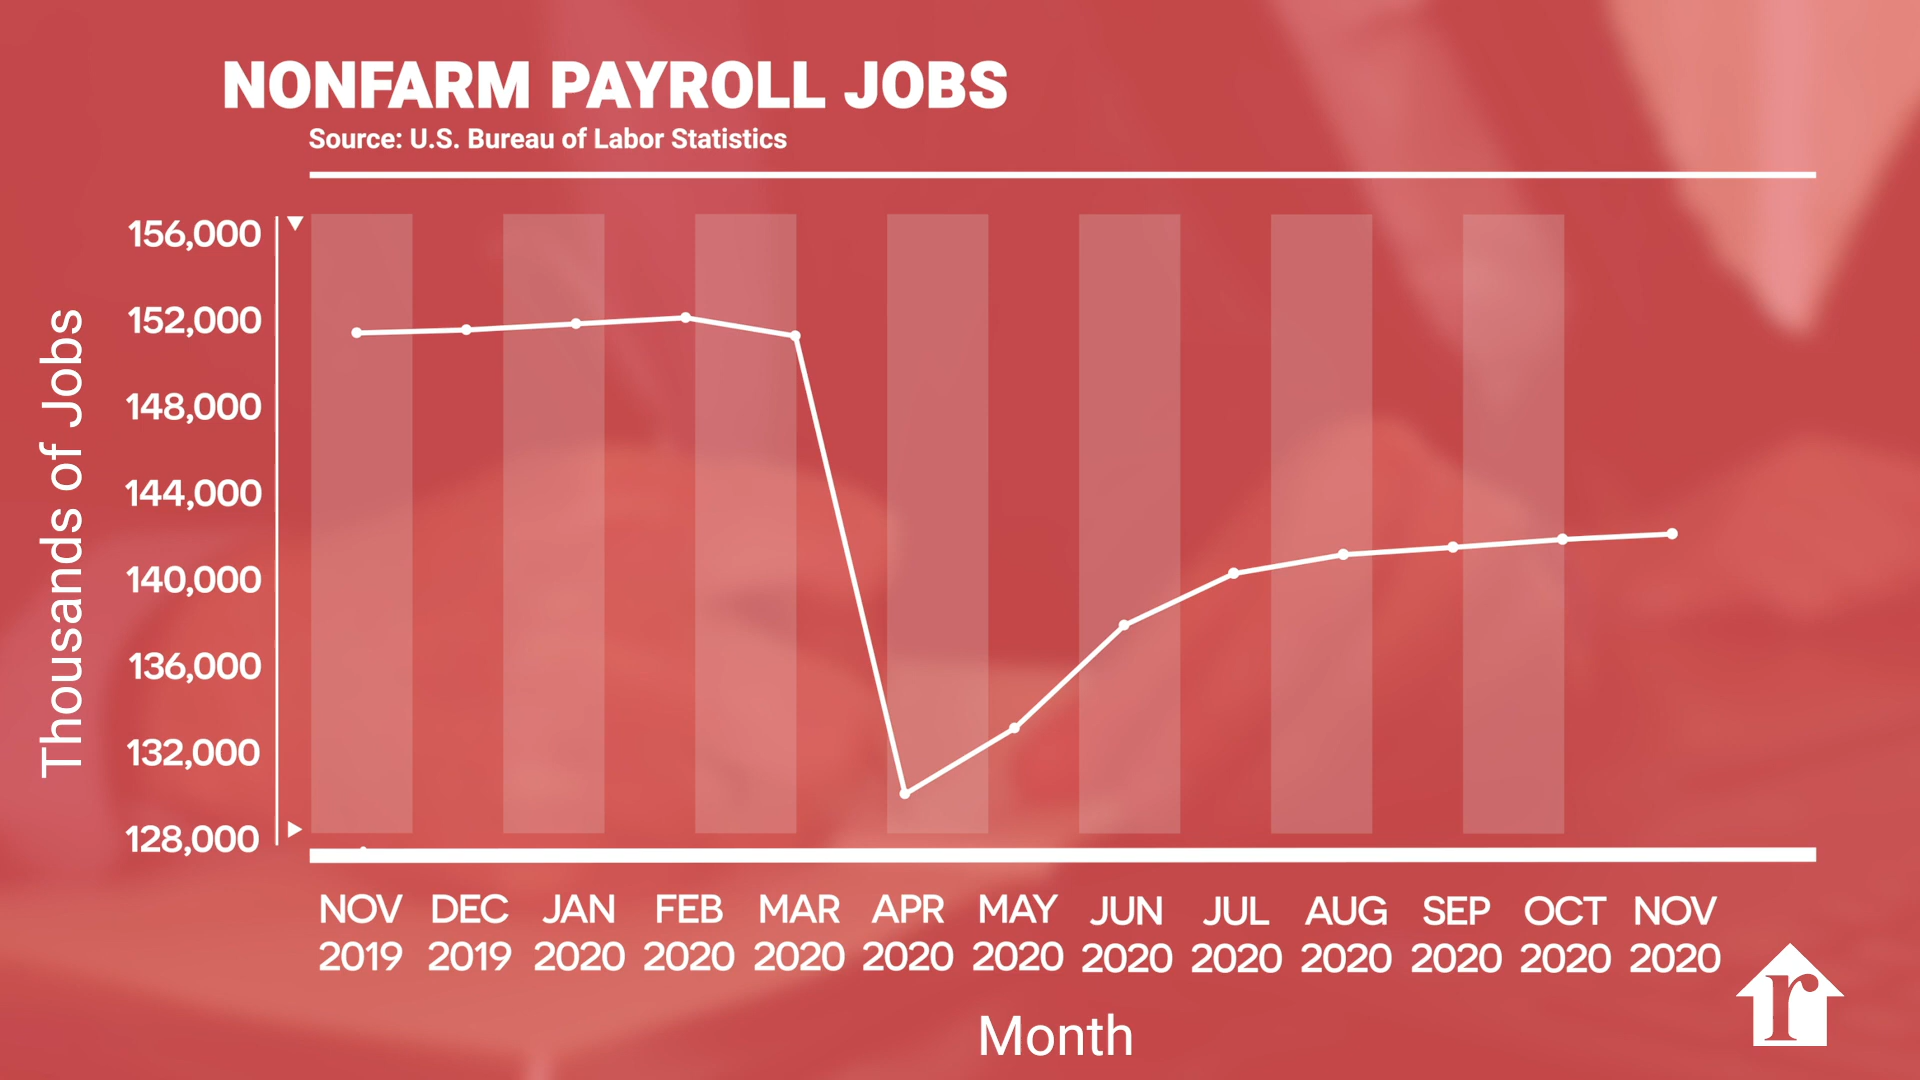 NONFARM PAYROLL JOBS
Source: U.S. Bureau of Labor Statistics
Thousands of Jobs
156,000
152,000
148,000
144,000
140,000
136,000
132,000
128,000
NOV DEC JAN FEB MAR APR MAY JUN JUL AUG SEP OCT NOV
2019 2019 2020 2020 2020 2020 2020 2020 2020 2020 2020 2020 2020
Month
r